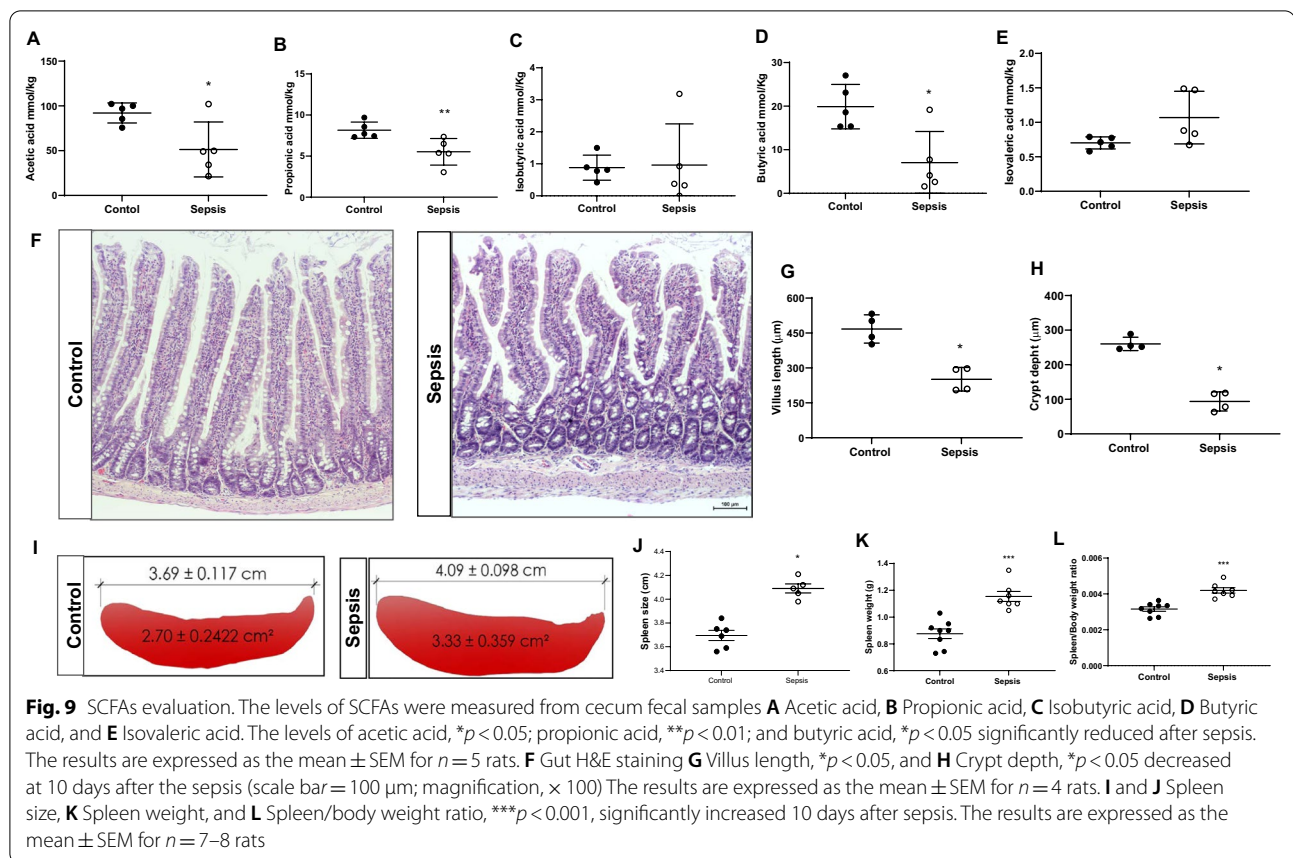 A
Acetic acid mmol/kg
150
100
50
0
*
Contol
Sepsis
B
Propionic acid mmol/kg
15
10
5
0
**
Control
Sepsis
C
Isobutyric acid mmol/Kg
4
3
2
1
0
Control
Sepsis
D
Butyric acid mmol/Kg
30
20
10
0
*
Contol
Sepsis
E
Isovaleric acid mmol/Kg
2.0
1.5
1.0
0.5
0.0
Control
Sepsis
F
Control
Sepsis
100 µm
G
Villus length (µm)
600
450
300
150
0
*
Control
Sepsis
H
Crypt depht (µm)
400
300
200
100
0
*
Control
Sepsis
I
Control
3.69 ± 0.117 cm
2.70 ± 0.2422 cm²
Sepsis
4.09 ± 0.098 cm
3.33 ± 0.359 cm²
J
Spleen size (cm)
4.4
4.2
4.0
3.8
3.6
3.4
*
Control
Sepsis
K
Spleen weight (g)
1.6
1.4
1.2
1.0
0.8
0.6
***
Control
Sepsis
L
Spleen/Body weight ratio
0.006
0.004
0.002
0.000
***
Control
Sepsis
Fig. 9 SCFAs evaluation. The levels of SCFAs were measured from cecum fecal samples A Acetic acid, B Propionic acid, C Isobutyric acid, D Butyric
acid, and E Isovaleric acid. The levels of acetic acid, *p < 0.05; propionic acid, **p < 0.01; and butyric acid, *p < 0.05 significantly reduced after sepsis.
The results are expressed as the mean ± SEM for n = 5 rats. F Gut H&E staining G Villus length, *p < 0.05, and H Crypt depth, *p < 0.05 decreased
at 10 days after the sepsis (scale bar = 100 µm; magnification, × 100) The results are expressed as the mean ± SEM for n = 4 rats. I and J Spleen
size, K Spleen weight, and L Spleen/body weight ratio, ***p < 0.001, significantly increased 10 days after sepsis. The results are expressed as the
mean ± SEM for n = 7–8 rats